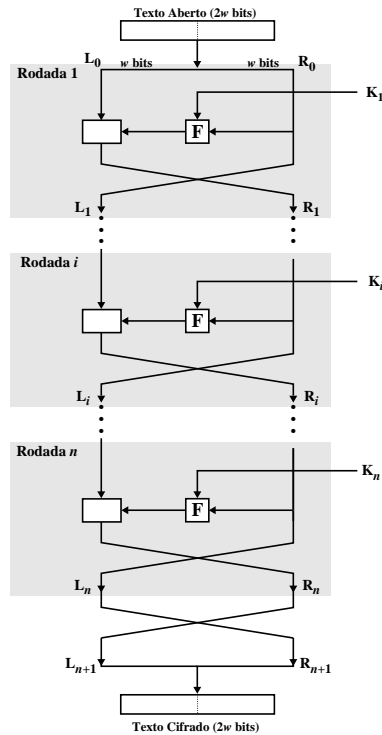 Texto Aberto (2w bits)
L0 w bits w bits R0
Rodada 1
K1
F
L1 R1
Rodada i
Ki
F
Li Ri
Rodada n
Kn
F
Ln Rn
Ln+1 Rn+1
Texto Cifrado (2w bits)